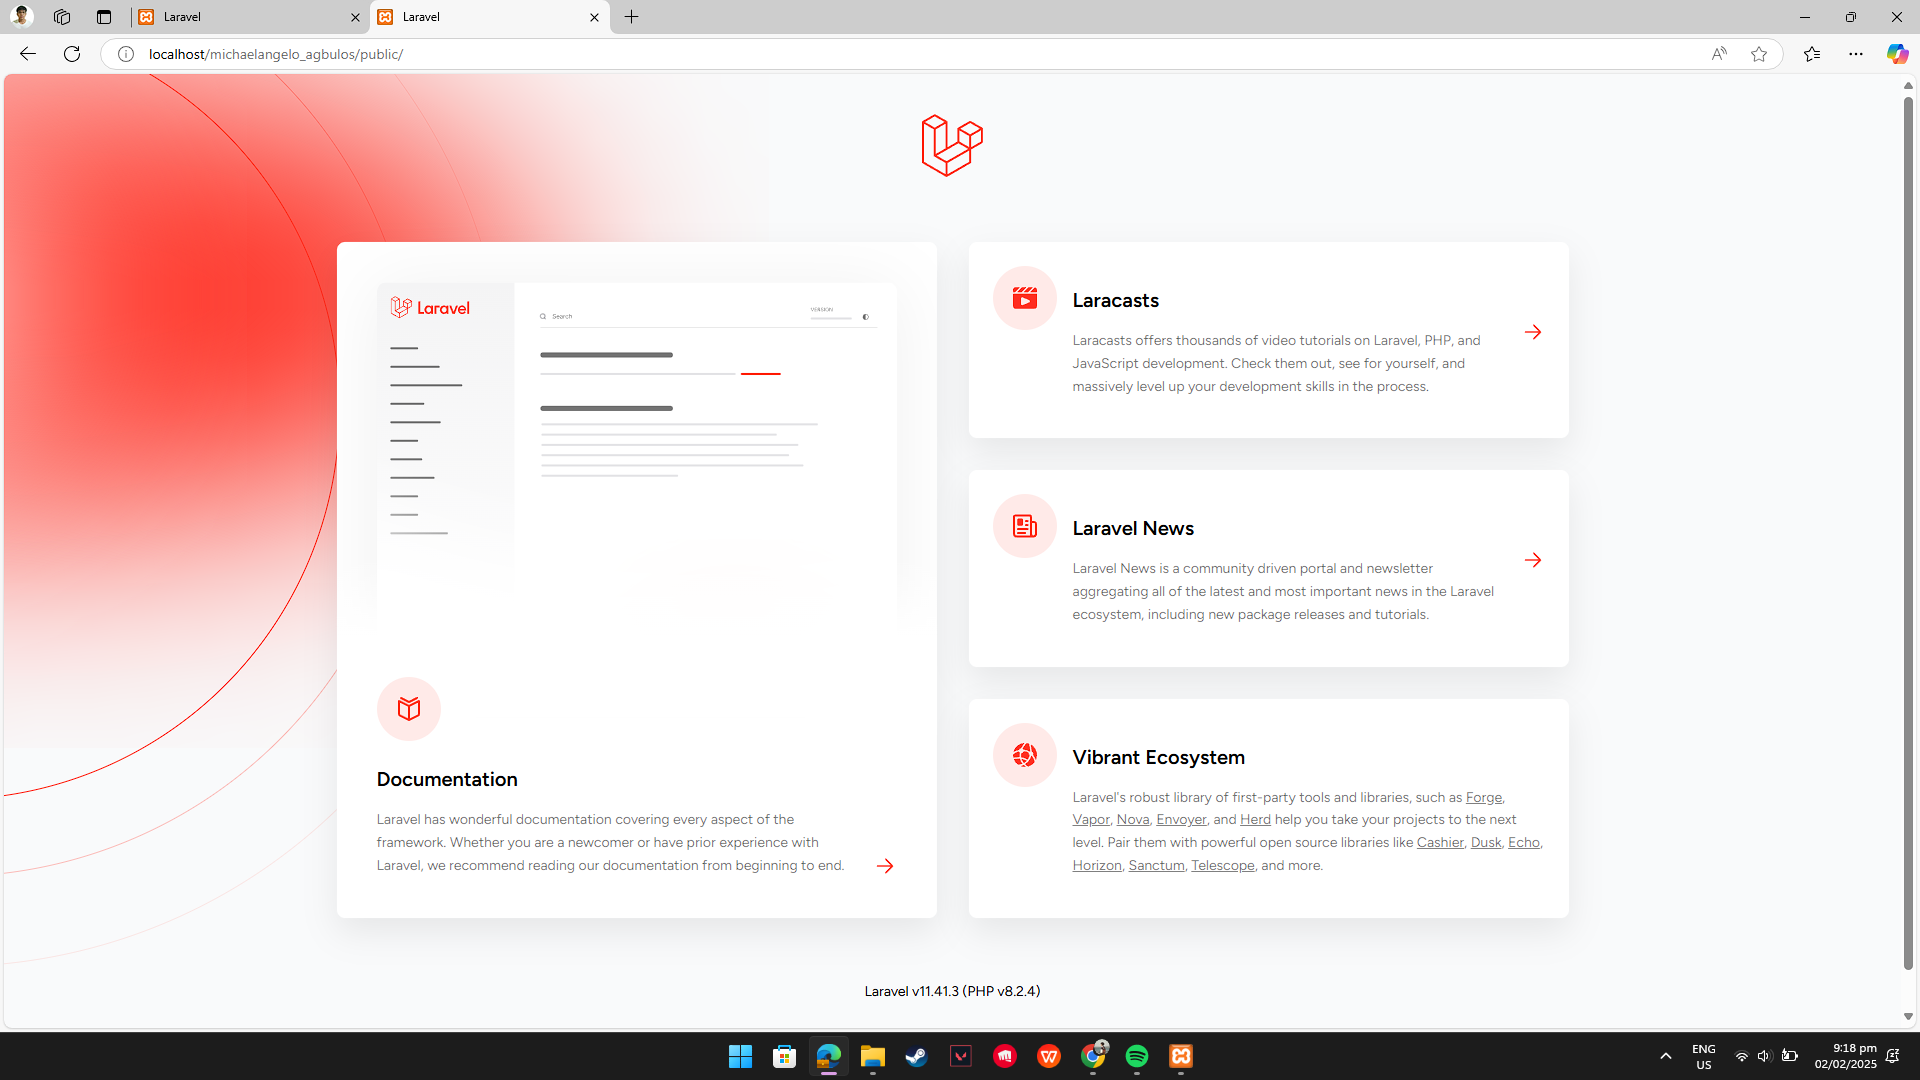 Laravel
Laravel
localhost/michaelangelo_agbulos/public/
Laravel
Search
VERSION
Documentation
Laravel has wonderful documentation covering every aspect of the
framework. Whether you are a newcomer or have prior experience with
Laravel, we recommend reading our documentation from beginning to end.
Laracasts
Laracasts offers thousands of video tutorials on Laravel, PHP, and
JavaScript development. Check them out, see for yourself, and
massively level up your development skills in the process.
Laravel News
Laravel News is a community driven portal and newsletter
aggregating all of the latest and most important news in the Laravel
ecosystem, including new package releases and tutorials.
Vibrant Ecosystem
Laravel's robust library of first-party tools and libraries, such as Forge,
Vapor, Nova, Envoyer, and Herd help you take your projects to the next
level. Pair them with powerful open source libraries like Cashier, Dusk, Echo,
Horizon, Sanctum, Telescope, and more.
Laravel v11.41.3 (PHP v8.2.4)
ENG
US
9:18 pm
02/02/2025